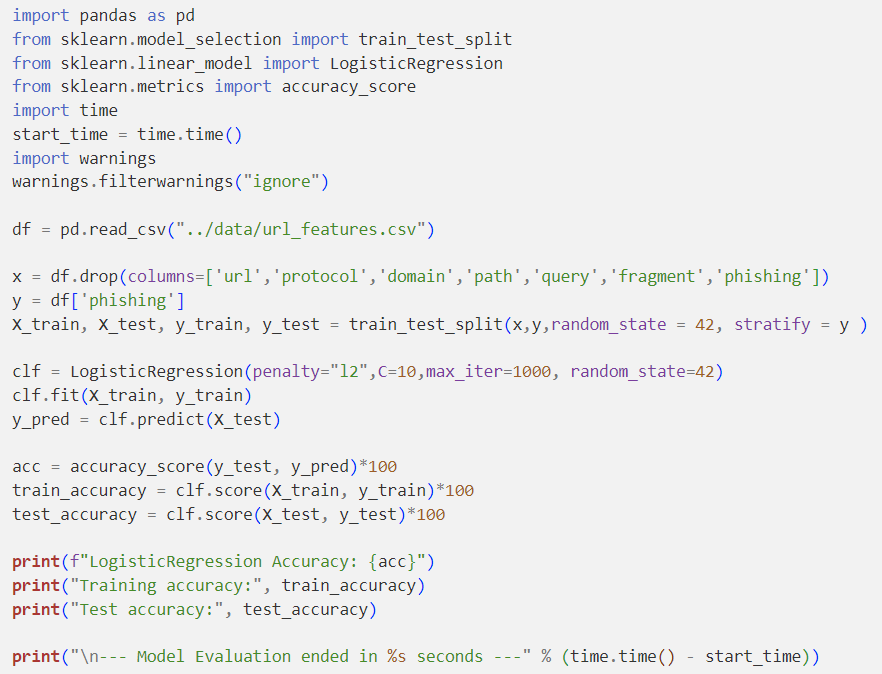 import pandas as pd
from sklearn.model_selection import train_test_split
from sklearn.linear_model import LogisticRegression
from sklearn.metrics import accuracy_score
import time
start_time = time.time()
import warnings
warnings.filterwarnings("ignore")

df = pd.read_csv("../data/url_features.csv")

x = df.drop(columns=['url','protocol','domain','path','query','fragment','phishing'])
y = df['phishing']
X_train, X_test, y_train, y_test = train_test_split(x,y,random_state = 42, stratify = y )

clf = LogisticRegression(penalty="l2",C=10,max_iter=1000, random_state=42)
clf.fit(X_train, y_train)
y_pred = clf.predict(X_test)

acc = accuracy_score(y_test, y_pred)*100
train_accuracy = clf.score(X_train, y_train)*100
test_accuracy = clf.score(X_test, y_test)*100

print(f"LogisticRegression Accuracy: {acc}")
print("Training accuracy:", train_accuracy)
print("Test accuracy:", test_accuracy)

print("\n--- Model Evaluation ended in %s seconds ---" % (time.time() - start_time))